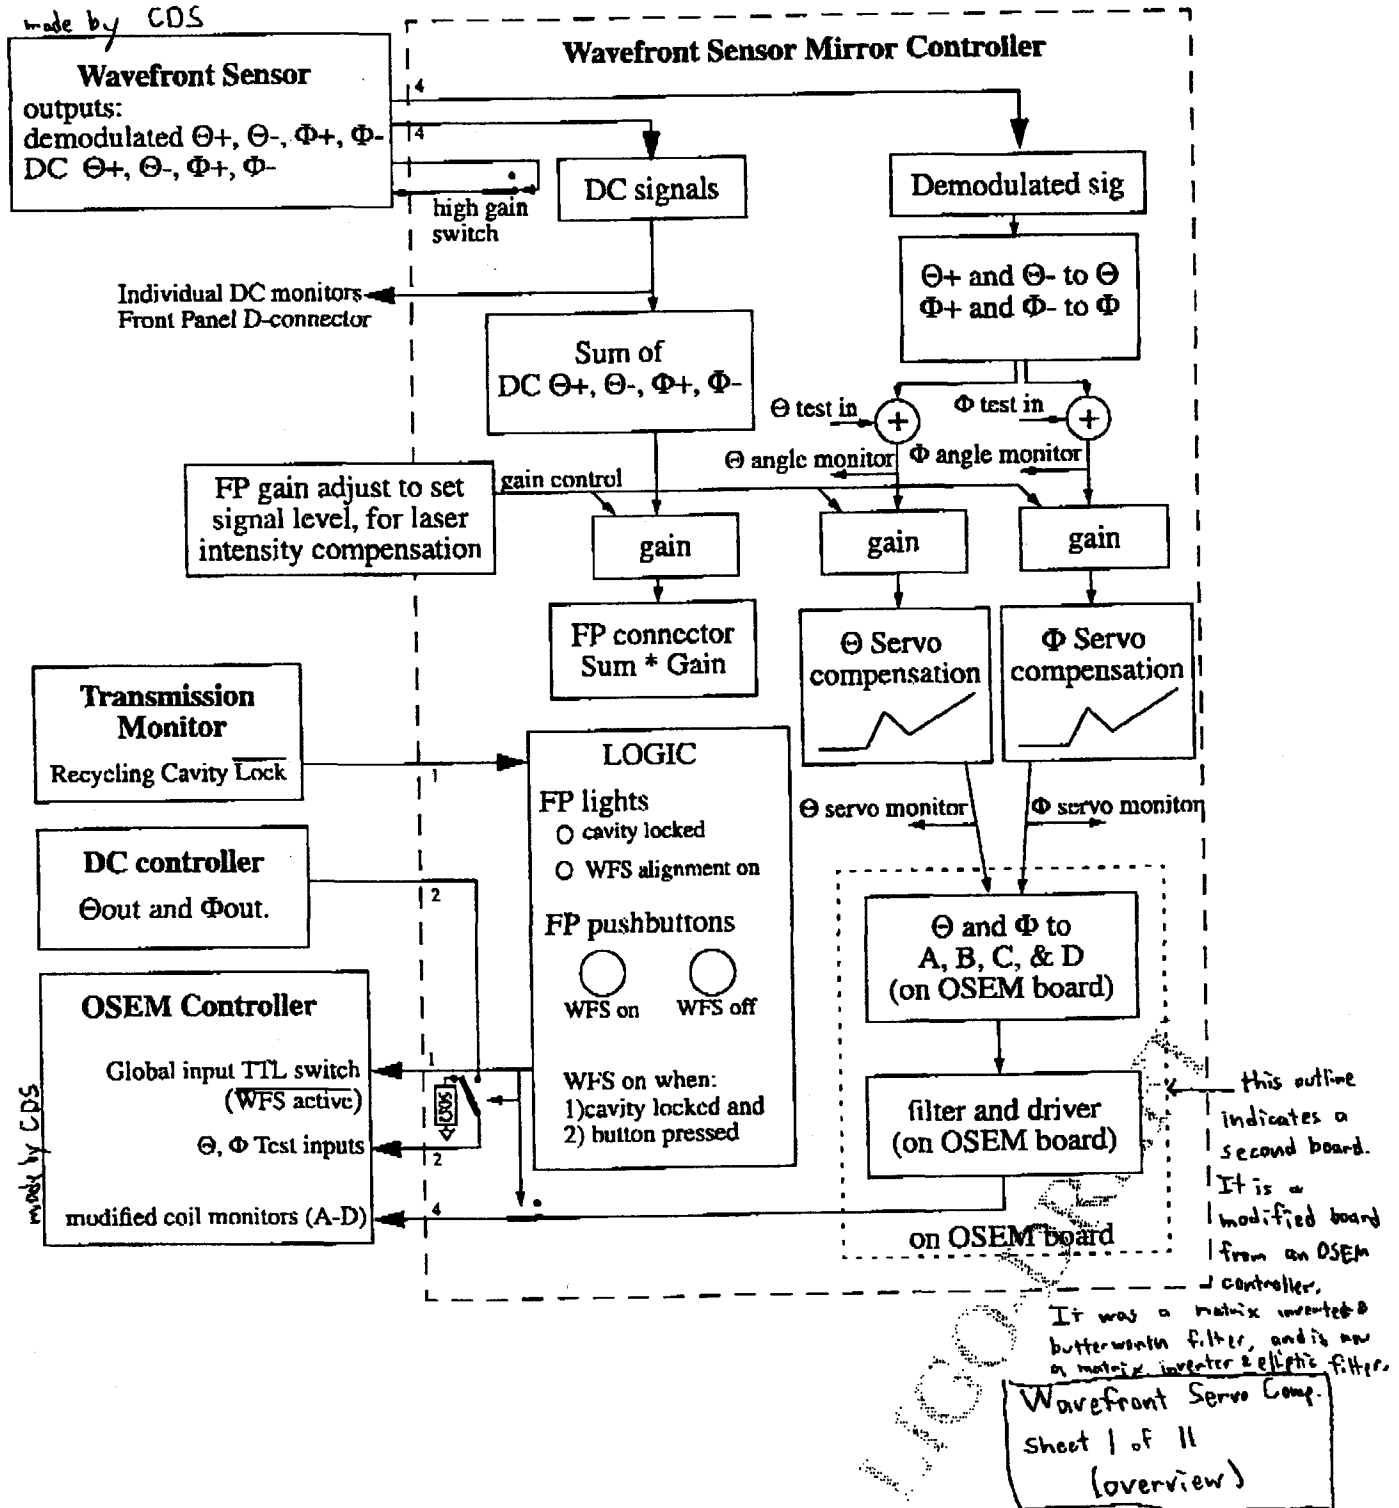 made by CDS
Wavefront Sensor Mirror Controller
Wavefront Sensor
outputs:
demodulated Θ+, Θ-, Φ+, Φ-
DC Θ+, Θ-, Φ+, Φ-
4
4
high gain
switch
DC signals
Demodulated sig
Θ+ and Θ- to Θ
Φ+ and Φ- to Φ
Individual DC monitors
Front Panel D-connector
Sum of
DC Θ+, Θ-, Φ+, Φ-
Θ test in
+
Φ test in
+
Θ angle monitor
Φ angle monitor
FP gain adjust to set
signal level, for laser
intensity compensation
gain control
gain
gain
gain
FP connector
Sum * Gain
Θ Servo
compensation
Φ Servo
compensation
Transmission
Monitor
Recycling Cavity Lock
1
LOGIC
FP lights
cavity locked
WFS alignment on
FP pushbuttons
WFS on
WFS off
WFS on when:
1)cavity locked and
2) button pressed
Θ servo monitor
Φ servo monitor
DC controller
Θout and Φout.
2
Θ and Φ to
A, B, C, & D
(on OSEM board)
filter and driver
(on OSEM board)
on OSEM board
made by CDS
OSEM Controller
Global input TTL switch
(WFS active)
1
Θ, Φ Test inputs
2
modified coil monitors (A-D)
4
this outline
indicates a
second board.
It is a
modified board
from an OSEM
controller.
It was a matrix inverter &
butterworth filter, and is now
a matrix inverter & elliptic filter.
Wavefront Servo Comp.
sheet 1 of 11
(overview)